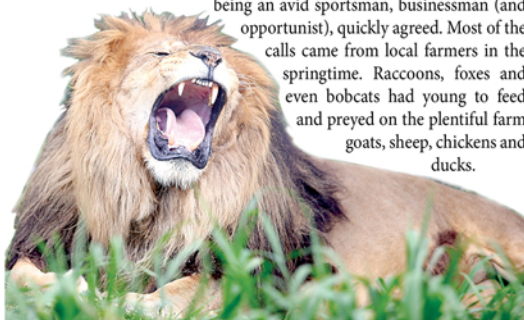 being an avid sportsman, businessman (and
opportunist), quickly agreed. Most of the
calls came from local farmers in the
springtime. Raccoons, foxes and
even bobcats had young to feed
and preyed on the plentiful farm
goats, sheep, chickens and
ducks.